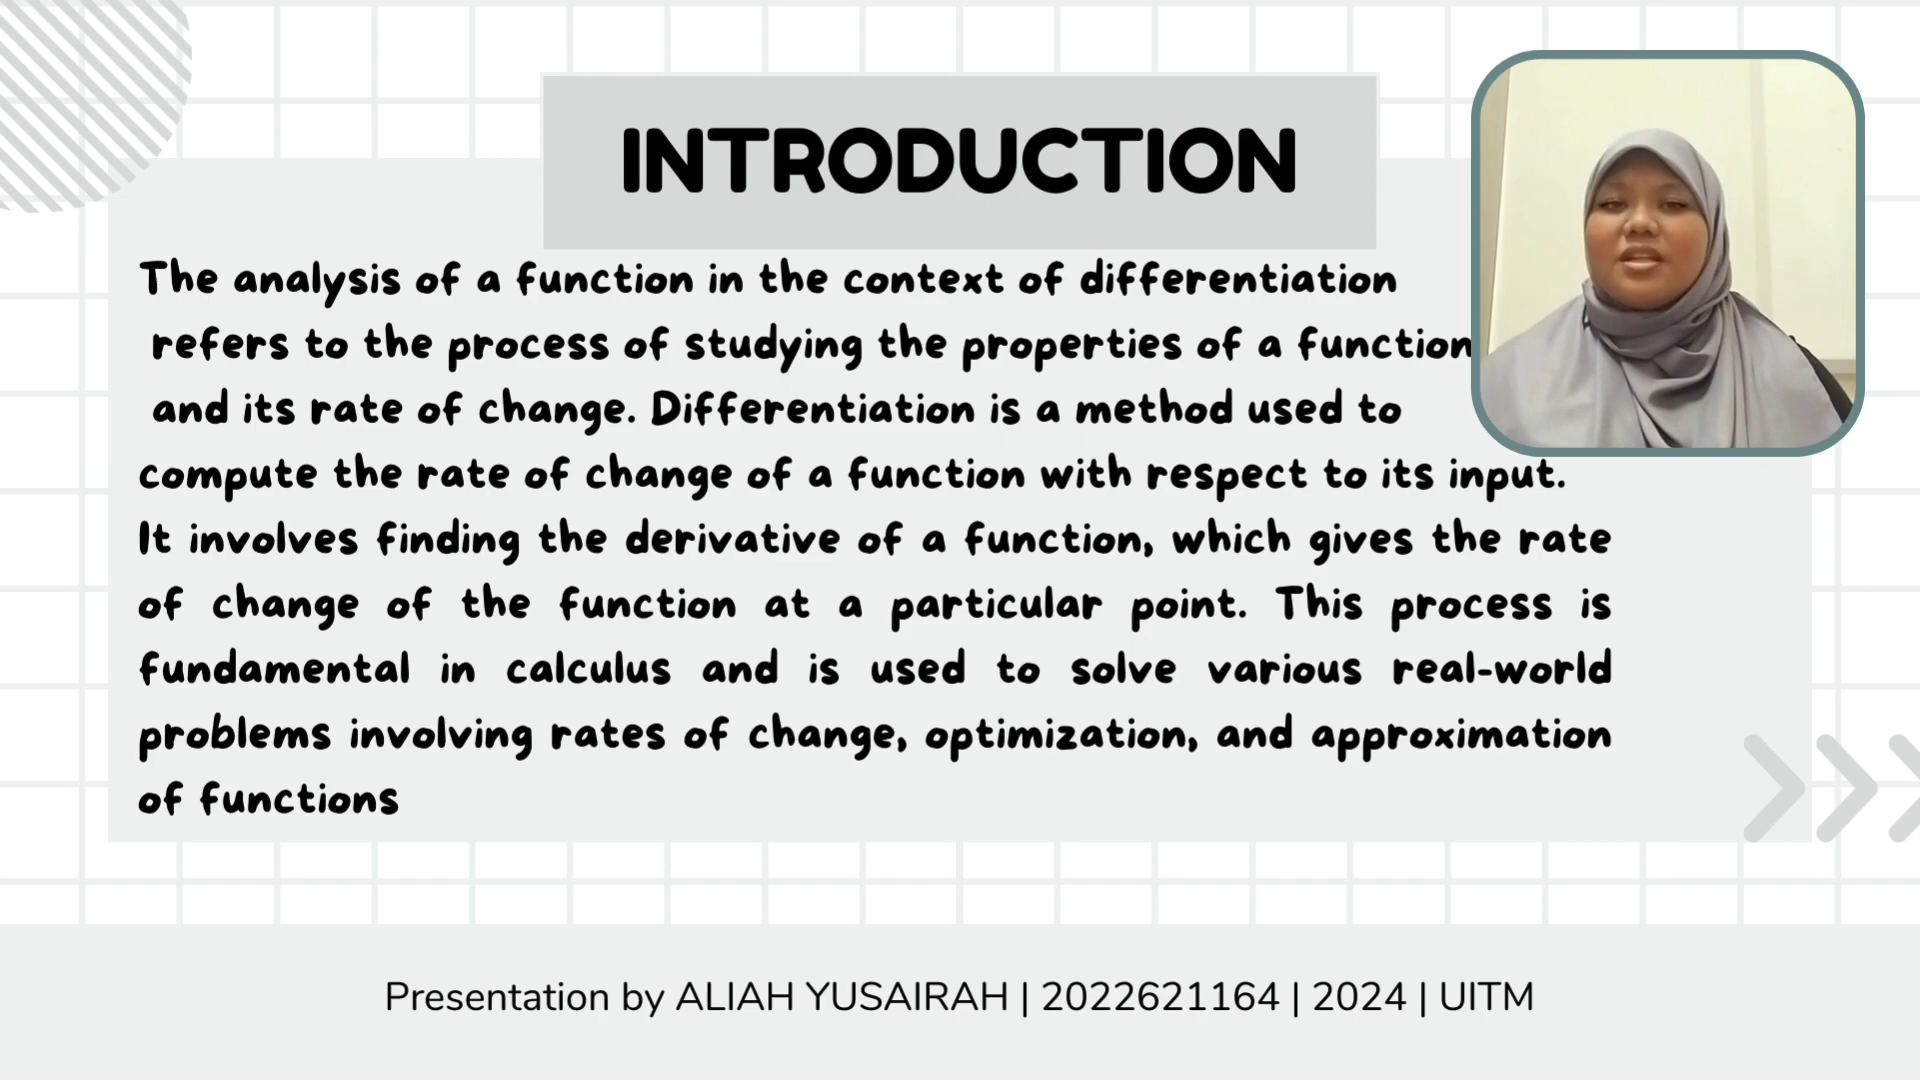 INTRODUCTION
The analysis of a function in the context of differentiation
refers to the process of studying the properties of a function
and its rate of change. Differentiation is a method used to
compute the rate of change of a function with respect to its input.
It involves finding the derivative of a function, which gives the rate
of change of the function at a particular point. This process is
fundamental in calculus and is used to solve various real-world
problems involving rates of change, optimization, and approximation
of functions
Presentation by ALIAH YUSAIRAH | 2022621164 | 2024 | UITM